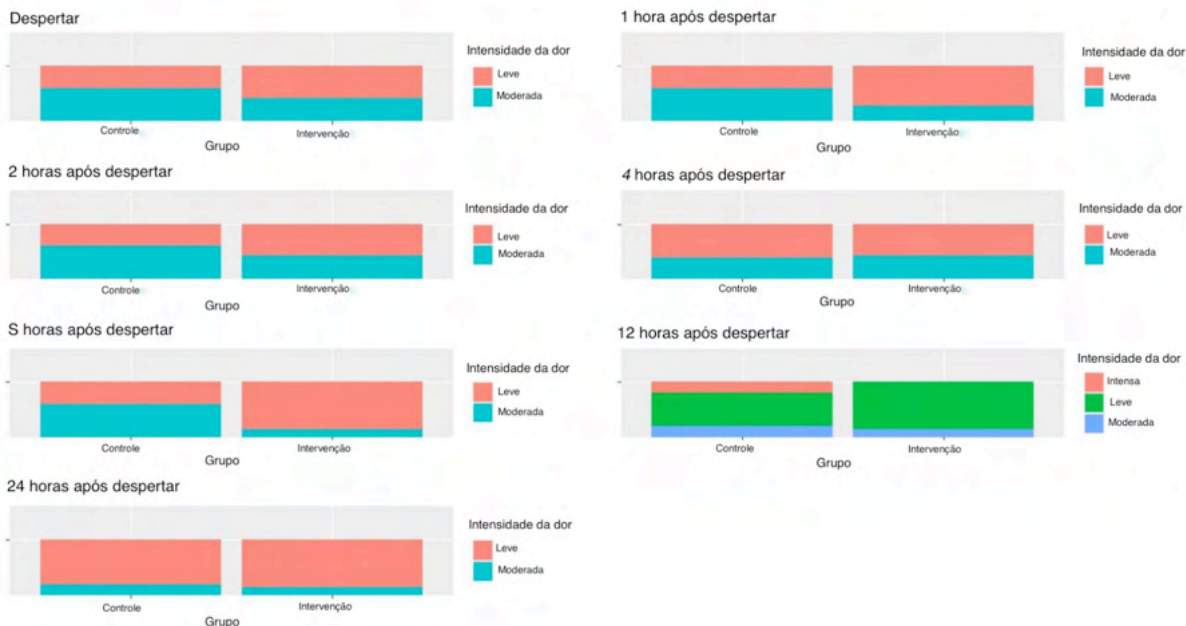 Despertar
Intensidade da dor
Leve
Moderada
Controle
Intervenção
Grupo
1 hora após despertar
Intensidade da dor
Leve
Moderada
Controle
Intervenção
Grupo
2 horas após despertar
Intensidade da dor
Leve
Moderada
Controle
Intervenção
Grupo
4 horas após despertar
Intensidade da dor
Leve
Moderada
Controle
Intervenção
Grupo
S horas após despertar
Intensidade da dor
Leve
Moderada
Controle
Intervenção
Grupo
12 horas após despertar
Intensidade da dor
Intensa
Leve
Moderada
Controle
Intervenção
Grupo
24 horas após despertar
Intensidade da dor
Leve
Moderada
Controle
Intervenção
Grupo